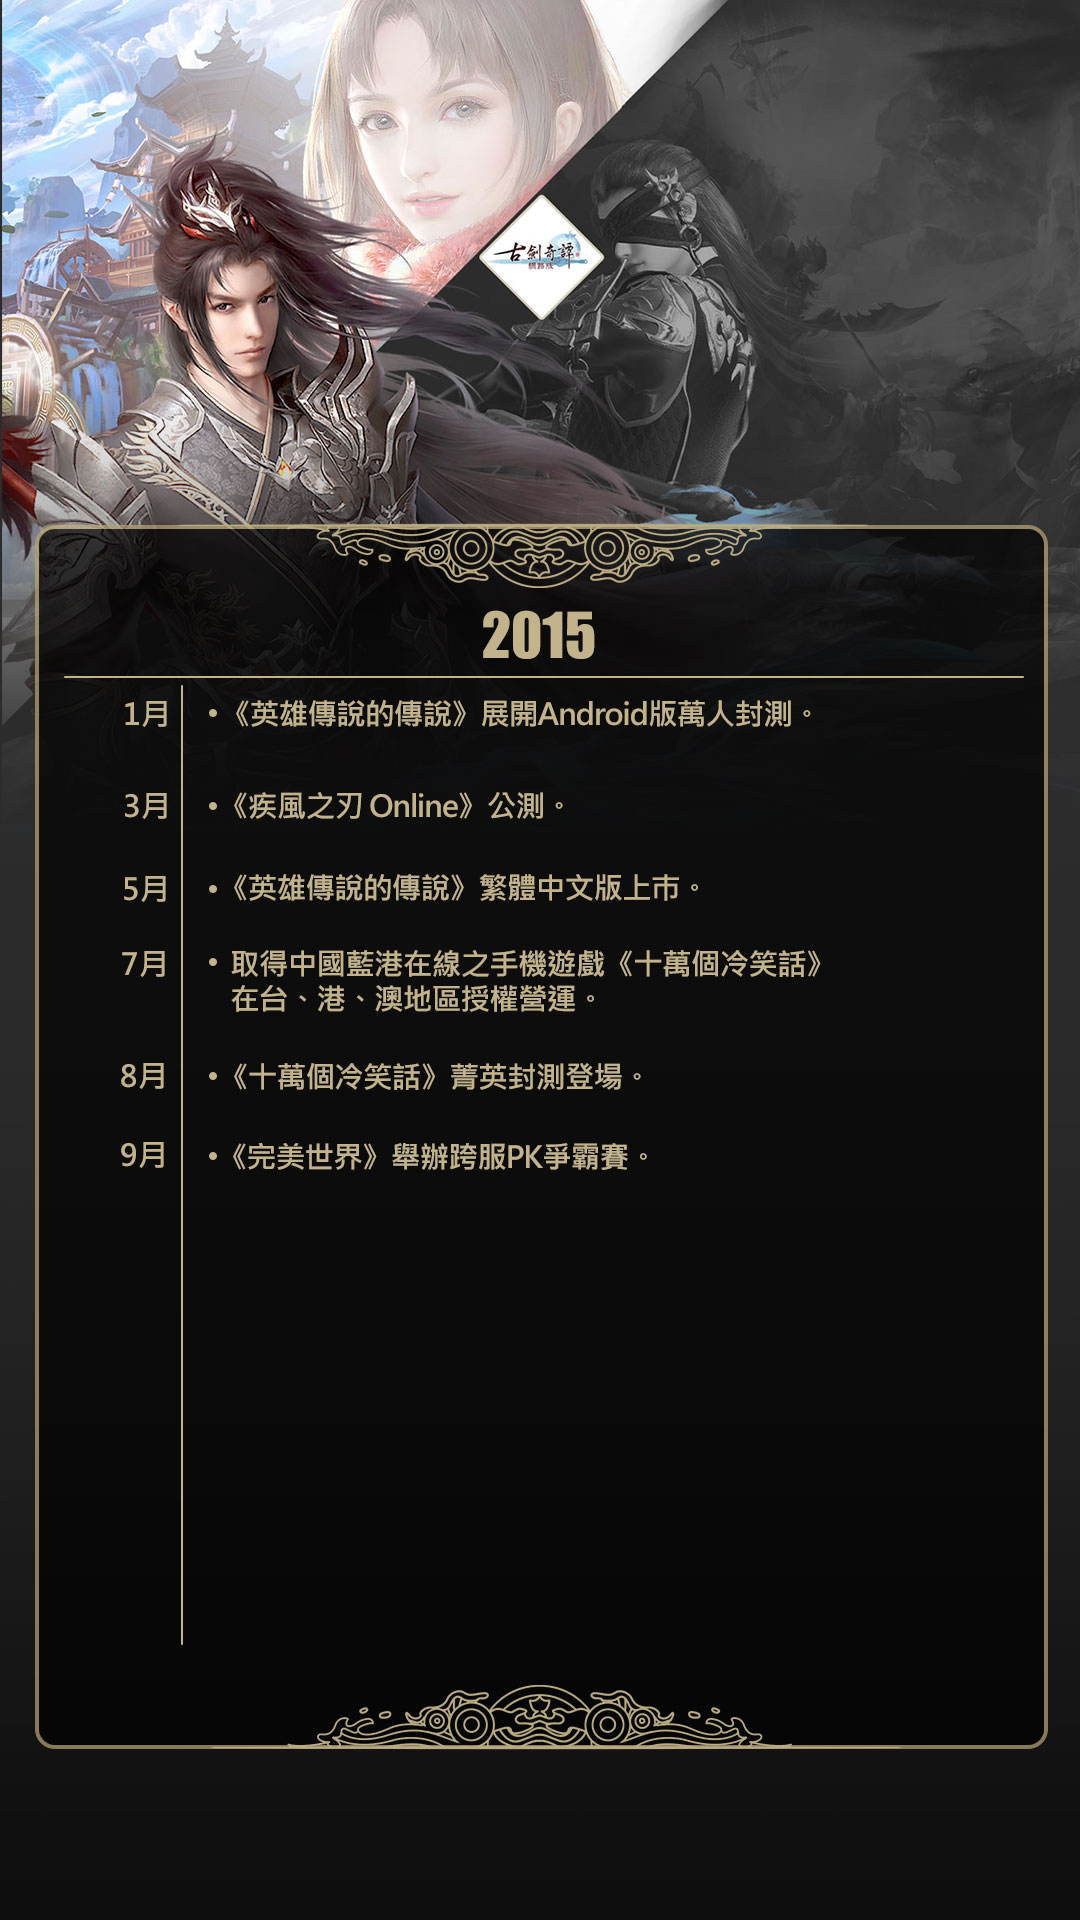 古劍奇譚
網路版
2015
1月
•《英雄傳說的傳說》展開Android版萬人封測。
3月
•《疾風之刃 Online》公測。
5月
•《英雄傳說的傳說》繁體中文版上市。
7月
• 取得中國藍港在線之手機遊戲《十萬個冷笑話》
在台、港、澳地區授權營運。
8月
•《十萬個冷笑話》菁英封測登場。
9月
•《完美世界》舉辦跨服PK爭霸賽。